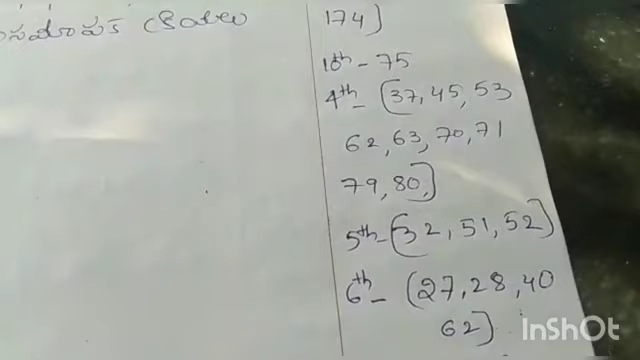 174)
10th - 75
4th - (37, 45, 53
62, 63, 70, 71
79, 80,)
5th - (32, 51, 52)
6th - (27, 28, 40
62)
InShOt